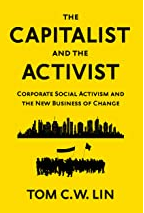 THE
CAPITALIST
AND THE
ACTIVIST
CORPORATE SOCIAL ACTIVISM AND
THE NEW BUSINESS OF CHANGE
TOM C.W. LIN